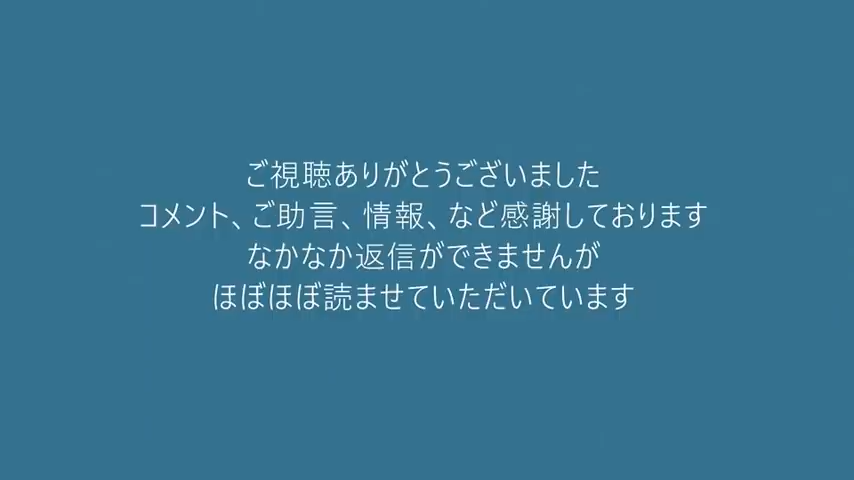 ご視聴ありがとうございました
コメント、ご助言、情報、など感謝しております
なかなか返信ができませんが
ほぼほぼ読ませていただいています